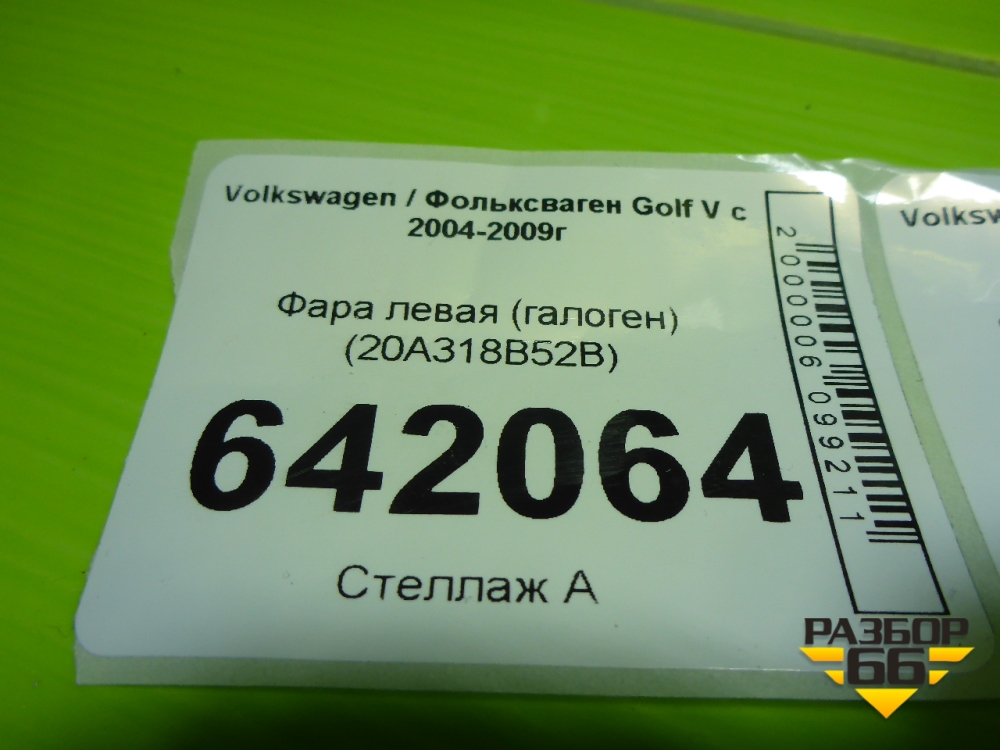 Volkswagen / Фольксваген Golf V с
2004-2009г
Фара левая (галоген)
(20A318B52B)
642064
Стеллаж А
2000006099211
Volksw
РАЗБОР
66